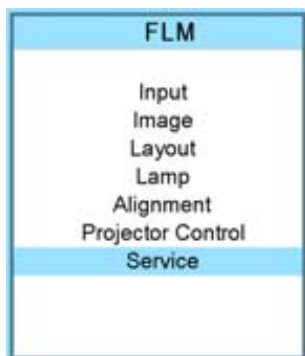 FLM
Input
Image
Layout
Lamp
Alignment
Projector Control
Service